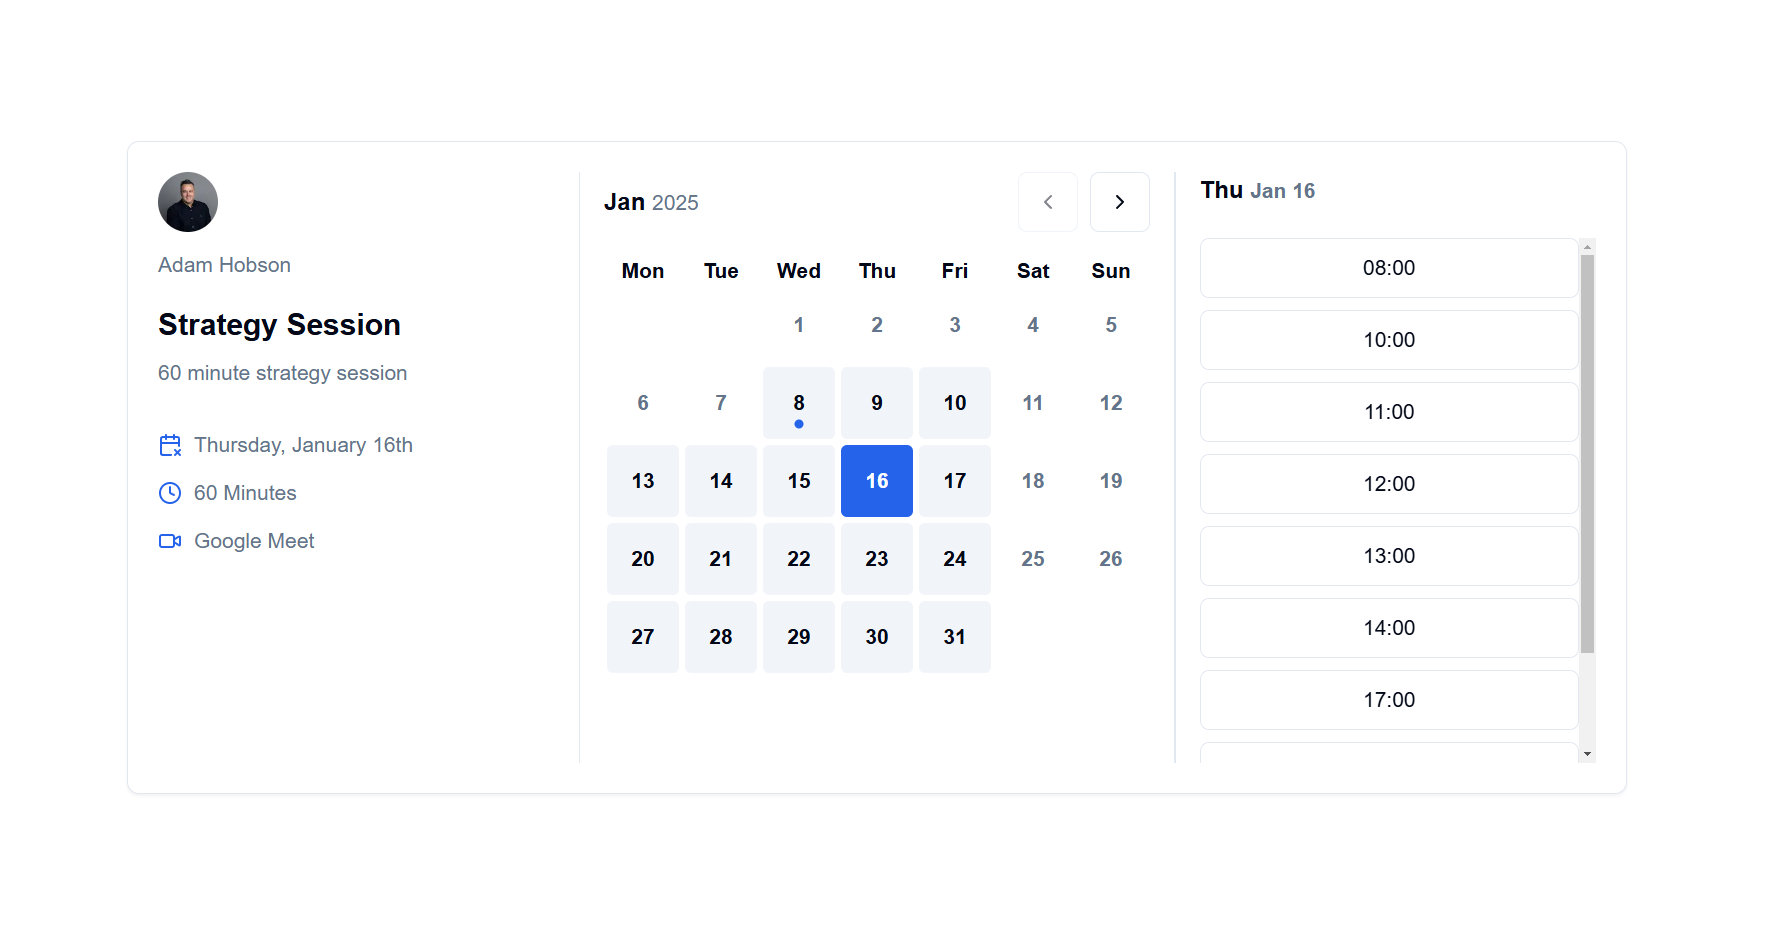 Adam Hobson
Strategy Session
60 minute strategy session
Thursday, January 16th
60 Minutes
Google Meet
Jan 2025
Mon Tue Wed Thu Fri Sat Sun
1 2 3 4 5
6 7 8 9 10 11 12
13 14 15 16 17 18 19
20 21 22 23 24 25 26
27 28 29 30 31
Thu Jan 16
08:00
10:00
11:00
12:00
13:00
14:00
17:00